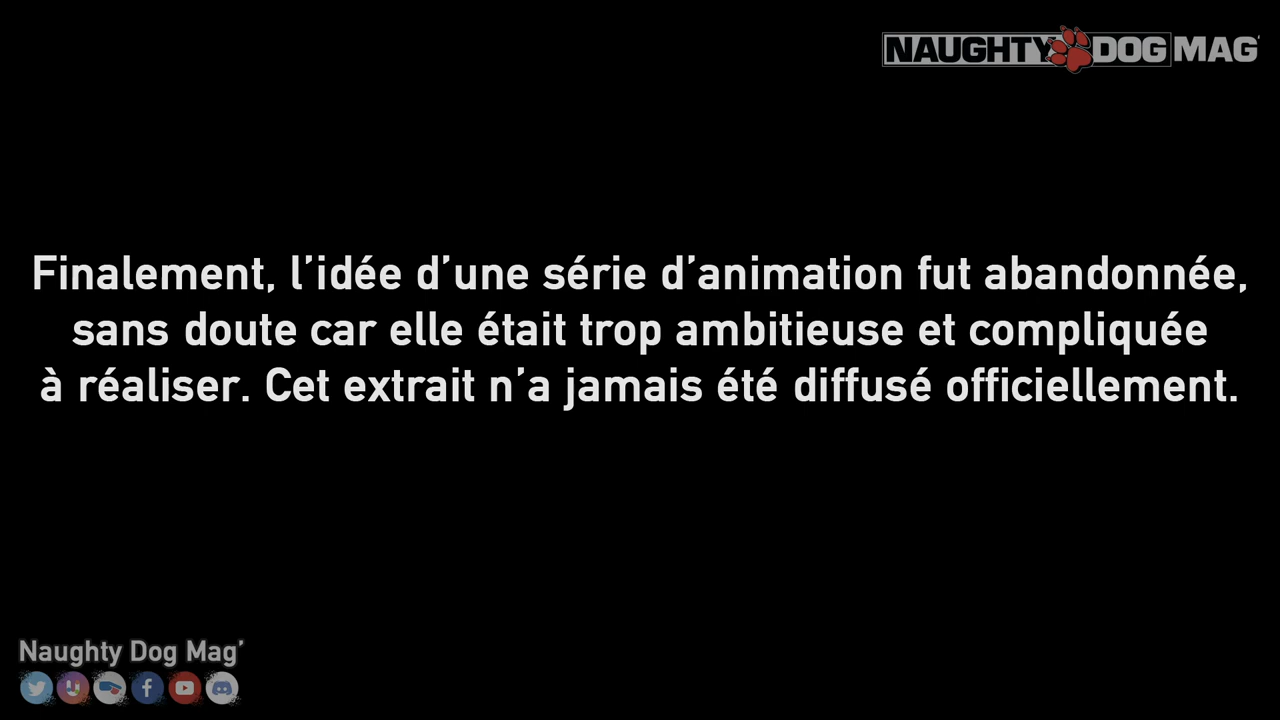 NAUGHTY DOG MAG'
Finalement, l’idée d’une série d’animation fut abandonnée,
sans doute car elle était trop ambitieuse et compliquée
à réaliser. Cet extrait n’a jamais été diffusé officiellement.
Naughty Dog Mag’